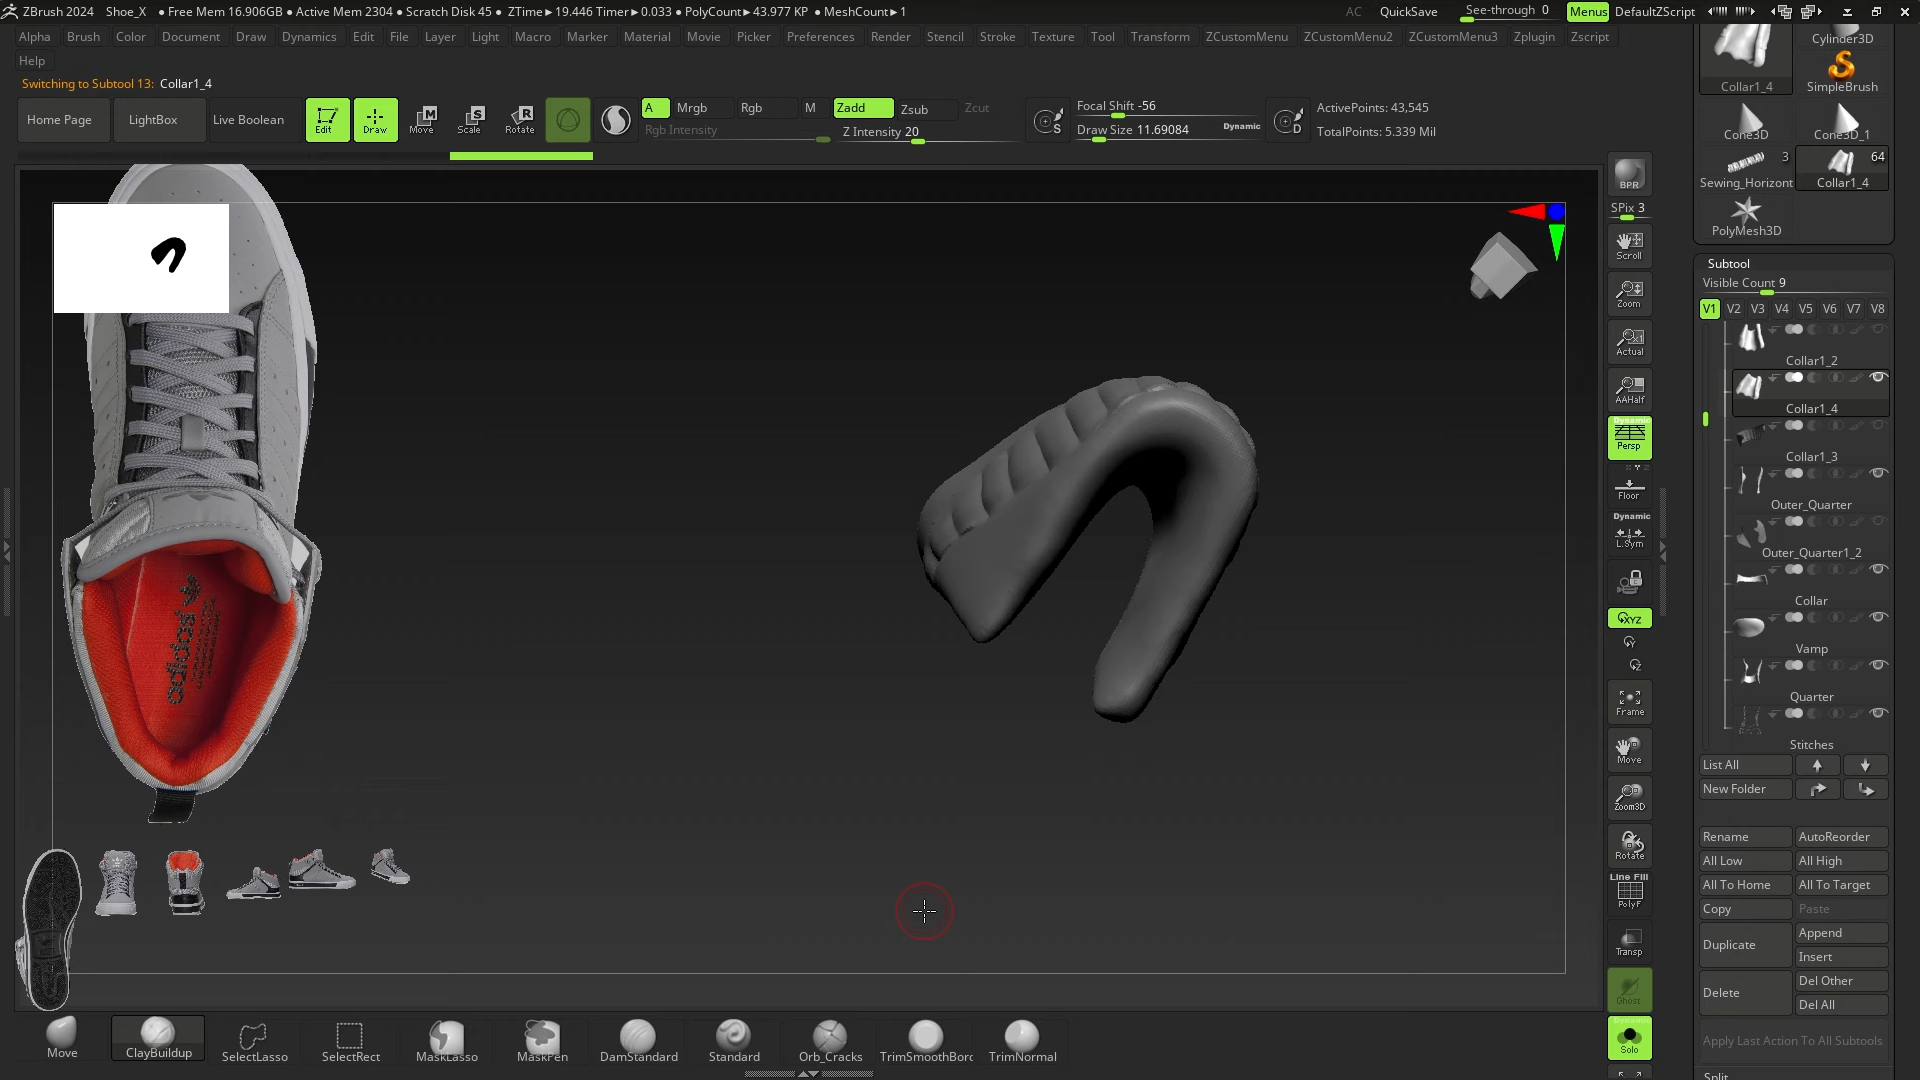 ZBrush 2024 Shoe_X ● Free Mem 16.906GB ● Active Mem 2304 ● Scratch Disk 45 ● ZTime►19.446 Timer►0.033 ● PolyCount►43.977 KP ● MeshCount►1
AC QuickSave See-through 0 Menus DefaultZScript
Alpha Brush Color Document Draw Dynamics Edit File Layer Light Macro Marker Material Movie Picker Preferences Render Stencil Stroke Texture Tool Transform ZCustomMenu ZCustomMenu2 ZCustomMenu3 Zplugin Zscript
Help
Switching to Subtool 13: Collar1_4
Home Page LightBox Live Boolean Edit Draw Move Scale Rotate
A Mrgb Rgb M Zadd Zsub Zcut
Rgb Intensity Z Intensity 20
Focal Shift -56
Draw Size 11.69084 Dynamic
ActivePoints: 43,545
TotalPoints: 5.339 Mil
BPR
SPix 3
Scroll
Zoom
Actual
AAHalf
Dynamic
Persp
Floor
Dynamic
L.Sym
XYZ
Frame
Move
Zoom3D
Rotate
Line Fill
PolyF
Transp
Ghost
Dynamic
Solo
Cylinder3D
Collar1_4 SimpleBrush
Cone3D Cone3D_1
3 64
Sewing_Horizont Collar1_4
PolyMesh3D
Subtool
Visible Count 9
V1 V2 V3 V4 V5 V6 V7 V8
Collar1_2
Collar1_4
Collar1_3
Outer_Quarter
Outer_Quarter1_2
Collar
Vamp
Quarter
Stitches
List All
New Folder
Rename AutoReorder
All Low All High
All To Home All To Target
Copy Paste
Duplicate Append
Insert
Delete Del Other
Del All
Apply Last Action To All Subtools
Split
adidas
Move ClayBuildup SelectLasso SelectRect MaskLasso MaskPen DamStandard Standard Orb_Cracks TrimSmoothBorc TrimNormal